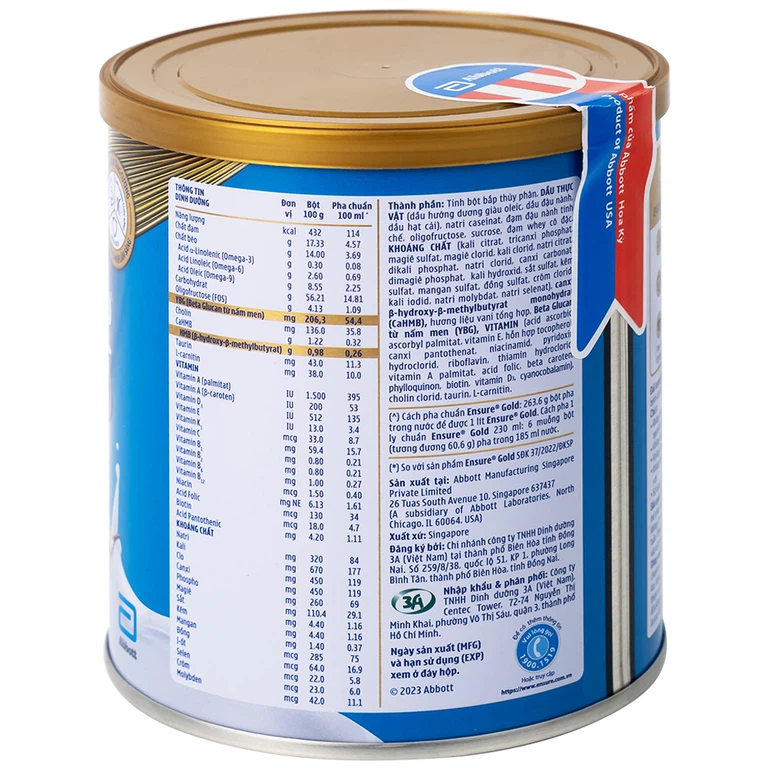 Abbott
phẩm của Abbott Hoa Kỳ
product of Abbott USA
THÔNG TIN DINH DƯỠNG Đơn vị Bột 100 g Pha chuẩn 100 ml *
Năng lượng kcal 432 114
Chất đạm g 17.33 4.57
Chất béo g 14.00 3.69
Acid α-Linolenic (Omega-3) g 0.30 0.08
Acid Linoleic (Omega-6) g 2.60 0.69
Acid Oleic (Omega-9) g 8.55 2.25
Carbohydrat g 56.21 14.81
Oligofructose (FOS) g 4.13 1.09
YBG (Beta Glucan từ nấm men) mg 206,3 54,4
Cholin mg 136.0 35.8
CaHMB g 1.22 0.32
HMB (β-hydroxy-β-methylbutyrat) g 0,98 0,26
Taurin mg 43.0 11.3
L-carnitin mg 38.0 10.0
VITAMIN
Vitamin A (palmitat) IU 1.500 395
Vitamin A (β-caroten) IU 200 53
Vitamin D IU 512 135
Vitamin E IU 13.0 3.4
Vitamin K mcg 33.0 8.7
Vitamin C mg 59.4 15.7
Vitamin B mg 0.80 0.21
Vitamin B mg 0.80 0.21
Vitamin B mg 1.00 0.27
Vitamin B₁₂ mcg 1.50 0.40
Niacin mg NE 6.13 1.61
Acid Folic mcg 130 34
Biotin mcg 18.0 4.7
Acid Pantothenic mg 4.20 1.11
KHOÁNG CHẤT
Natri mg 320 84
Kali mg 670 177
Clo mg 450 119
Canxi mg 450 119
Phospho mg 260 69
Magiê mg 110.4 29.1
Sắt mg 4.40 1.16
Kẽm mg 4.40 1.16
Mangan mg 1.40 0.37
Đồng mcg 285 75
I-ốt mcg 64.0 16.9
Selen mcg 22.0 5.8
Crôm mcg 23.0 6.0
Molybden mcg 42.0 11.1
Thành phần: Tinh bột bắp thủy phân, DẦU THỰC
VẬT (dầu hướng dương giàu oleic, dầu đậu nành,
dầu hạt cải), natri caseinat, đạm đậu nành tinh
chế, oligofructose, sucrose, đạm whey cô đặc,
KHOÁNG CHẤT (kali citrat, tricanxi phosphat,
magiê sulfat, magiê clorid, kali clorid, natri citrat,
dikali phosphat, natri clorid, canxi carbonat,
dimagiê phosphat, kali hydroxid, sắt sulfat, kẽm
sulfat, mangan sulfat, đồng sulfat, crôm clorid,
kali iodid, natri molybdat, natri selenat), canxi
β-hydroxy-β-methylbutyrat monohydrat
(CaHMB), hương liệu vani tổng hợp, Beta Glucan
từ nấm men (YBG), VITAMIN (acid ascorbic,
ascorbyl palmitat, vitamin E, hỗn hợp tocopherol,
canxi pantothenat, niacinamid, pyridoxin
hydroclorid, riboflavin, thiamin hydroclorid,
vitamin A palmitat, acid folic, beta caroten,
phylloquinon, biotin, vitamin D₃, cyanocobalamin),
cholin clorid, taurin, L-carnitin.
(^) Cách pha chuẩn Ensure® Gold: 263.6 g bột pha
trong nước để được 1 lít Ensure® Gold. Cách pha 1
ly chuẩn Ensure® Gold 230 ml: 6 muỗng bột
(tương đương 60.6 g) pha trong 185 ml nước.
(*) So với sản phẩm Ensure® Gold SĐK 37/2022/ĐKSP
Sản xuất tại: Abbott Manufacturing Singapore
Private Limited
26 Tuas South Avenue 10, Singapore 637437
(A subsidiary of Abbott Laboratories, North
Chicago, IL 60064, USA)
Xuất xứ: Singapore
Đăng ký bởi: Chi nhánh công ty TNHH Dinh dưỡng
3A (Việt Nam) tại thành phố Biên Hòa, tỉnh Đồng
Nai. Số 259/8/38, quốc lộ 51, KP 1, phường Long
Bình Tân, thành phố Biên Hòa, tỉnh Đồng Nai.
3A
Nhập khẩu & phân phối: Công ty
TNHH Dinh dưỡng 3A (Việt Nam),
Centec Tower, 72-74 Nguyễn Thị
Minh Khai, phường Võ Thị Sáu, quận 3, thành phố
Hồ Chí Minh.
Ngày sản xuất (MFG)
và hạn sử dụng (EXP)
xem ở đáy hộp.
© 2023 Abbott
Để có thêm thông tin
Vui lòng gọi
1900.1519
Hoặc truy cập
https://www.ensure.com.vn
Abbott